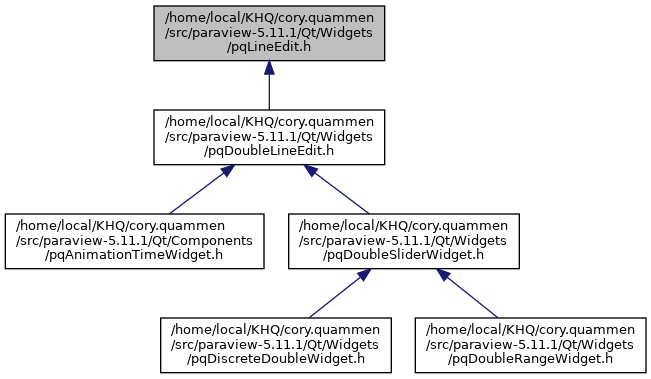 /home/local/KHQ/cory.quammen
/src/paraview-5.11.1/Qt/Widgets
/pqLineEdit.h
/home/local/KHQ/cory.quammen
/src/paraview-5.11.1/Qt/Widgets
/pqDoubleLineEdit.h
/home/local/KHQ/cory.quammen
/src/paraview-5.11.1/Qt/Components
/pqAnimationTimeWidget.h
/home/local/KHQ/cory.quammen
/src/paraview-5.11.1/Qt/Widgets
/pqDoubleSliderWidget.h
/home/local/KHQ/cory.quammen
/src/paraview-5.11.1/Qt/Widgets
/pqDiscreteDoubleWidget.h
/home/local/KHQ/cory.quammen
/src/paraview-5.11.1/Qt/Widgets
/pqDoubleRangeWidget.h